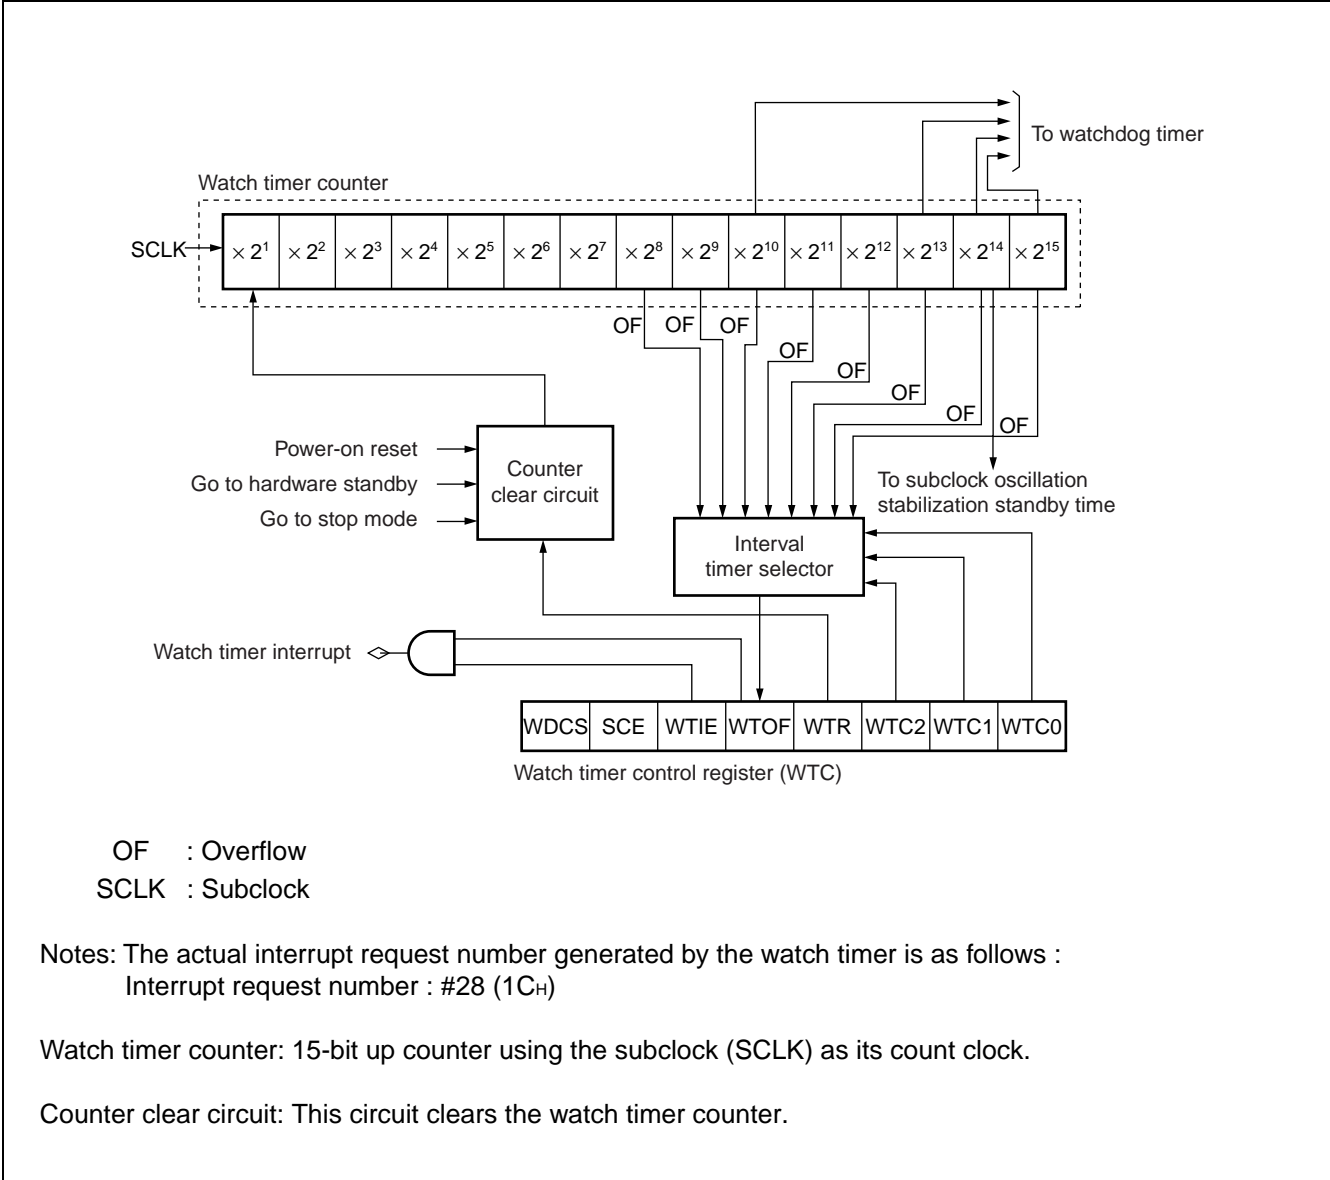 To watchdog timer
Watch timer counter
SCLK
× 2¹ × 2² × 2³ × 2⁴ × 2⁵ × 2⁶ × 2⁷ × 2⁸ × 2⁹ × 2¹⁰ × 2¹¹ × 2¹² × 2¹³ × 2¹⁴ × 2¹⁵
OF OF OF
OF
OF
OF
OF
OF
Power-on reset
Go to hardware standby
Go to stop mode
Counter
clear circuit
To subclock oscillation
stabilization standby time
Interval
timer selector
Watch timer interrupt
WDCS SCE WTIE WTOF WTR WTC2 WTC1 WTC0
Watch timer control register (WTC)
OF : Overflow
SCLK : Subclock
Notes: The actual interrupt request number generated by the watch timer is as follows :
Interrupt request number : #28 (1CH)
Watch timer counter: 15-bit up counter using the subclock (SCLK) as its count clock.
Counter clear circuit: This circuit clears the watch timer counter.